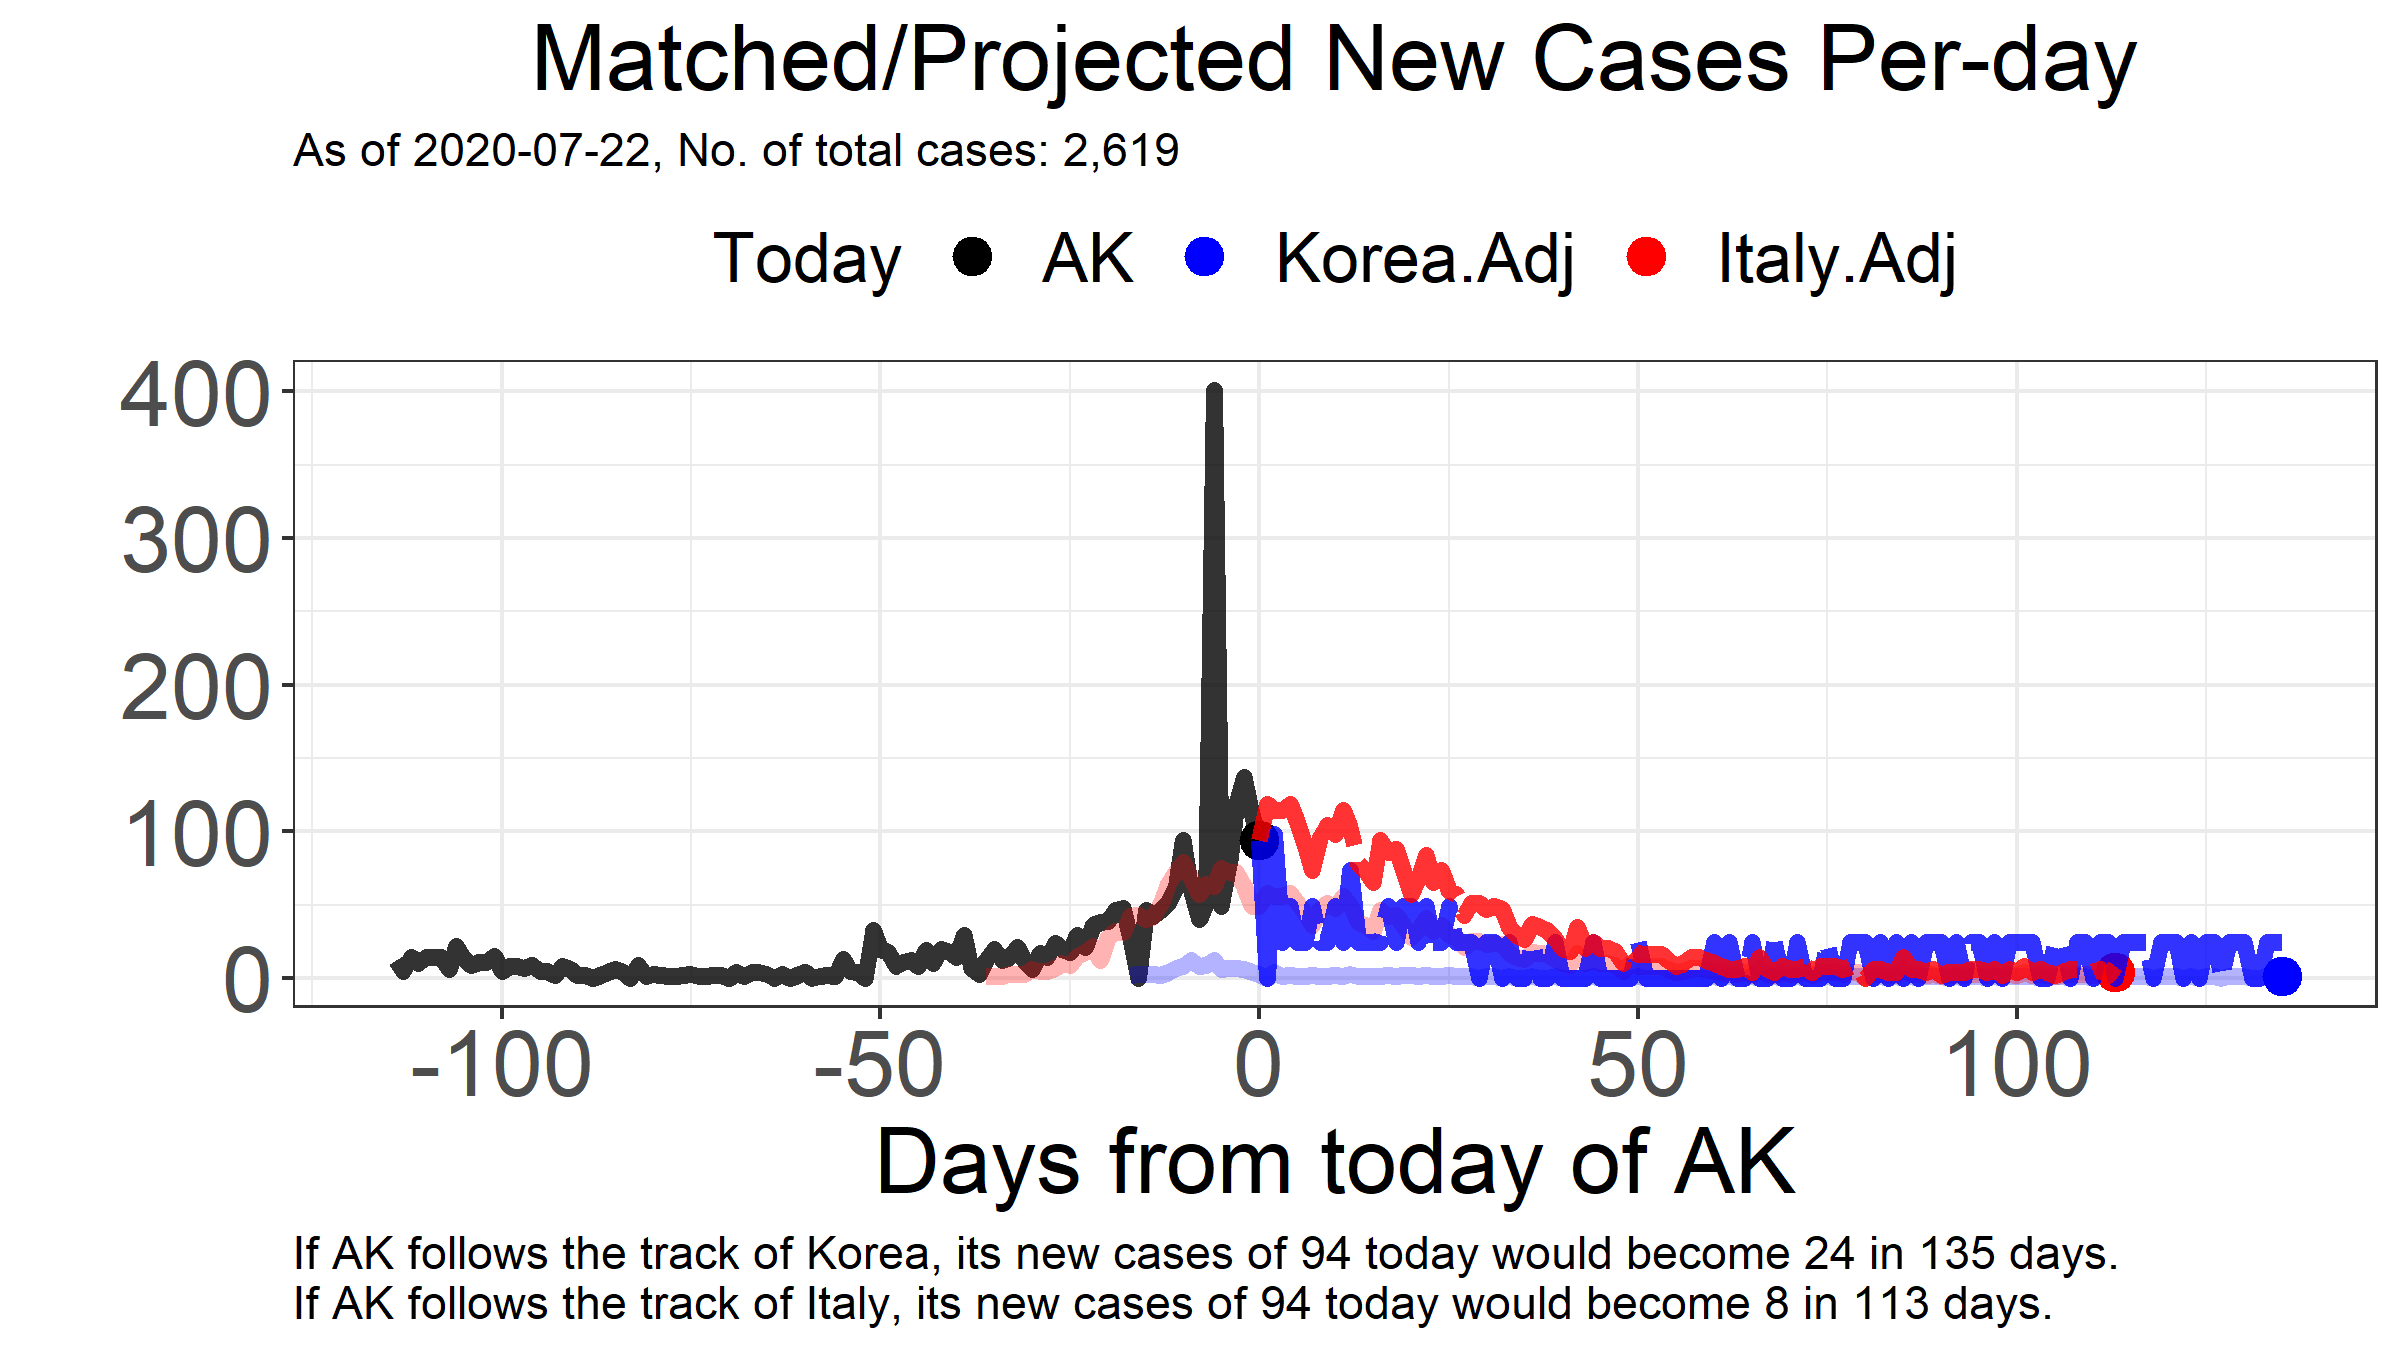 Matched/Projected New Cases Per-day
As of 2020-07-22, No. of total cases: 2,619
Today AK Korea.Adj Italy.Adj
400
300
200
100
0
-100 -50 0 50 100
Days from today of AK
If AK follows the track of Korea, its new cases of 94 today would become 24 in 135 days.
If AK follows the track of Italy, its new cases of 94 today would become 8 in 113 days.